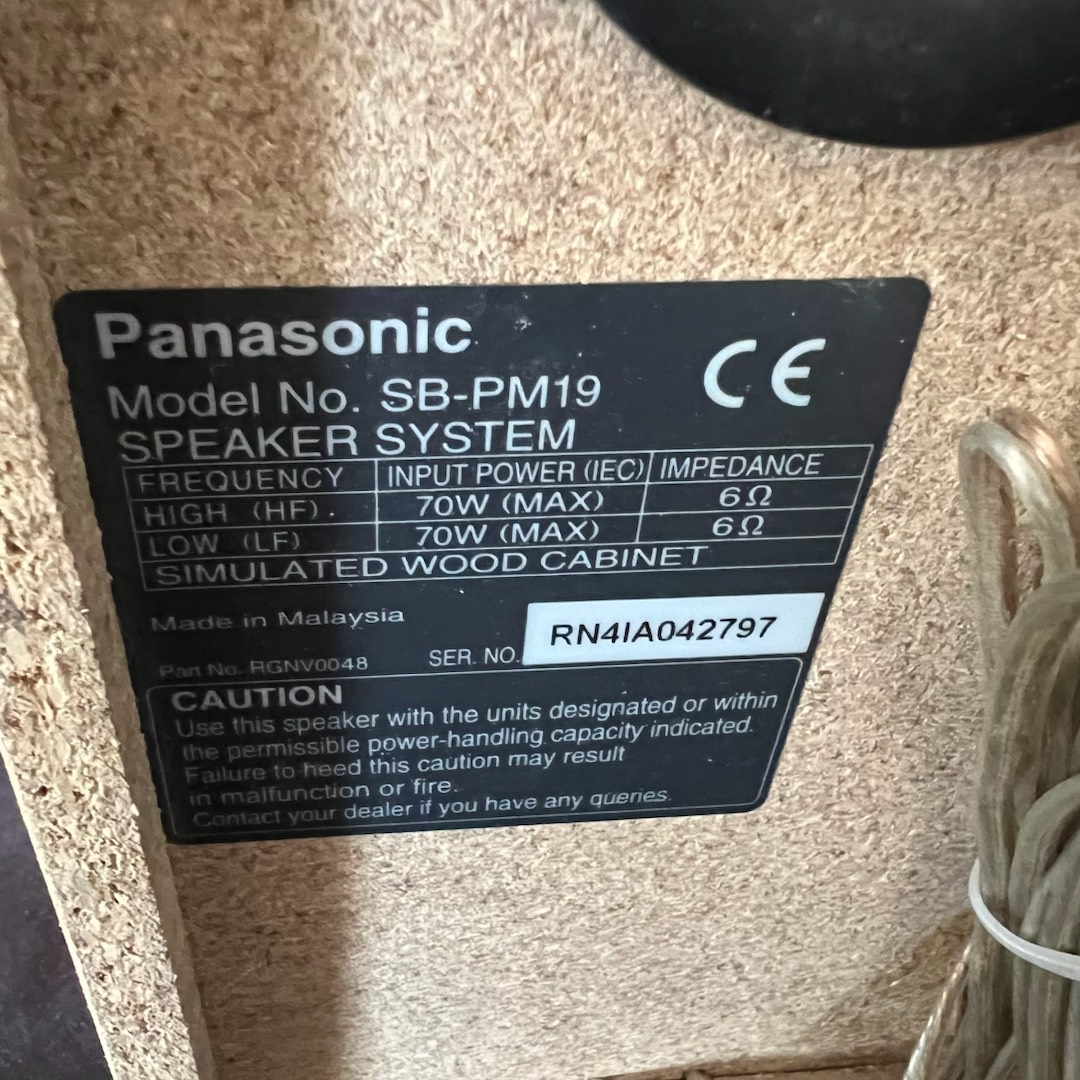 Panasonic
CE
Model No. SB-PM19
SPEAKER SYSTEM
FREQUENCY INPUT POWER (IEC) IMPEDANCE
HIGH (HF) 70W (MAX) 6Ω
LOW (LF) 70W (MAX) 6Ω
SIMULATED WOOD CABINET
Made in Malaysia
Part No. RGNV0048 SER. NO. RN4IA042797
CAUTION
Use this speaker with the units designated or within
the permissible power-handling capacity indicated.
Failure to heed this caution may result
in malfunction or fire.
Contact your dealer if you have any queries.